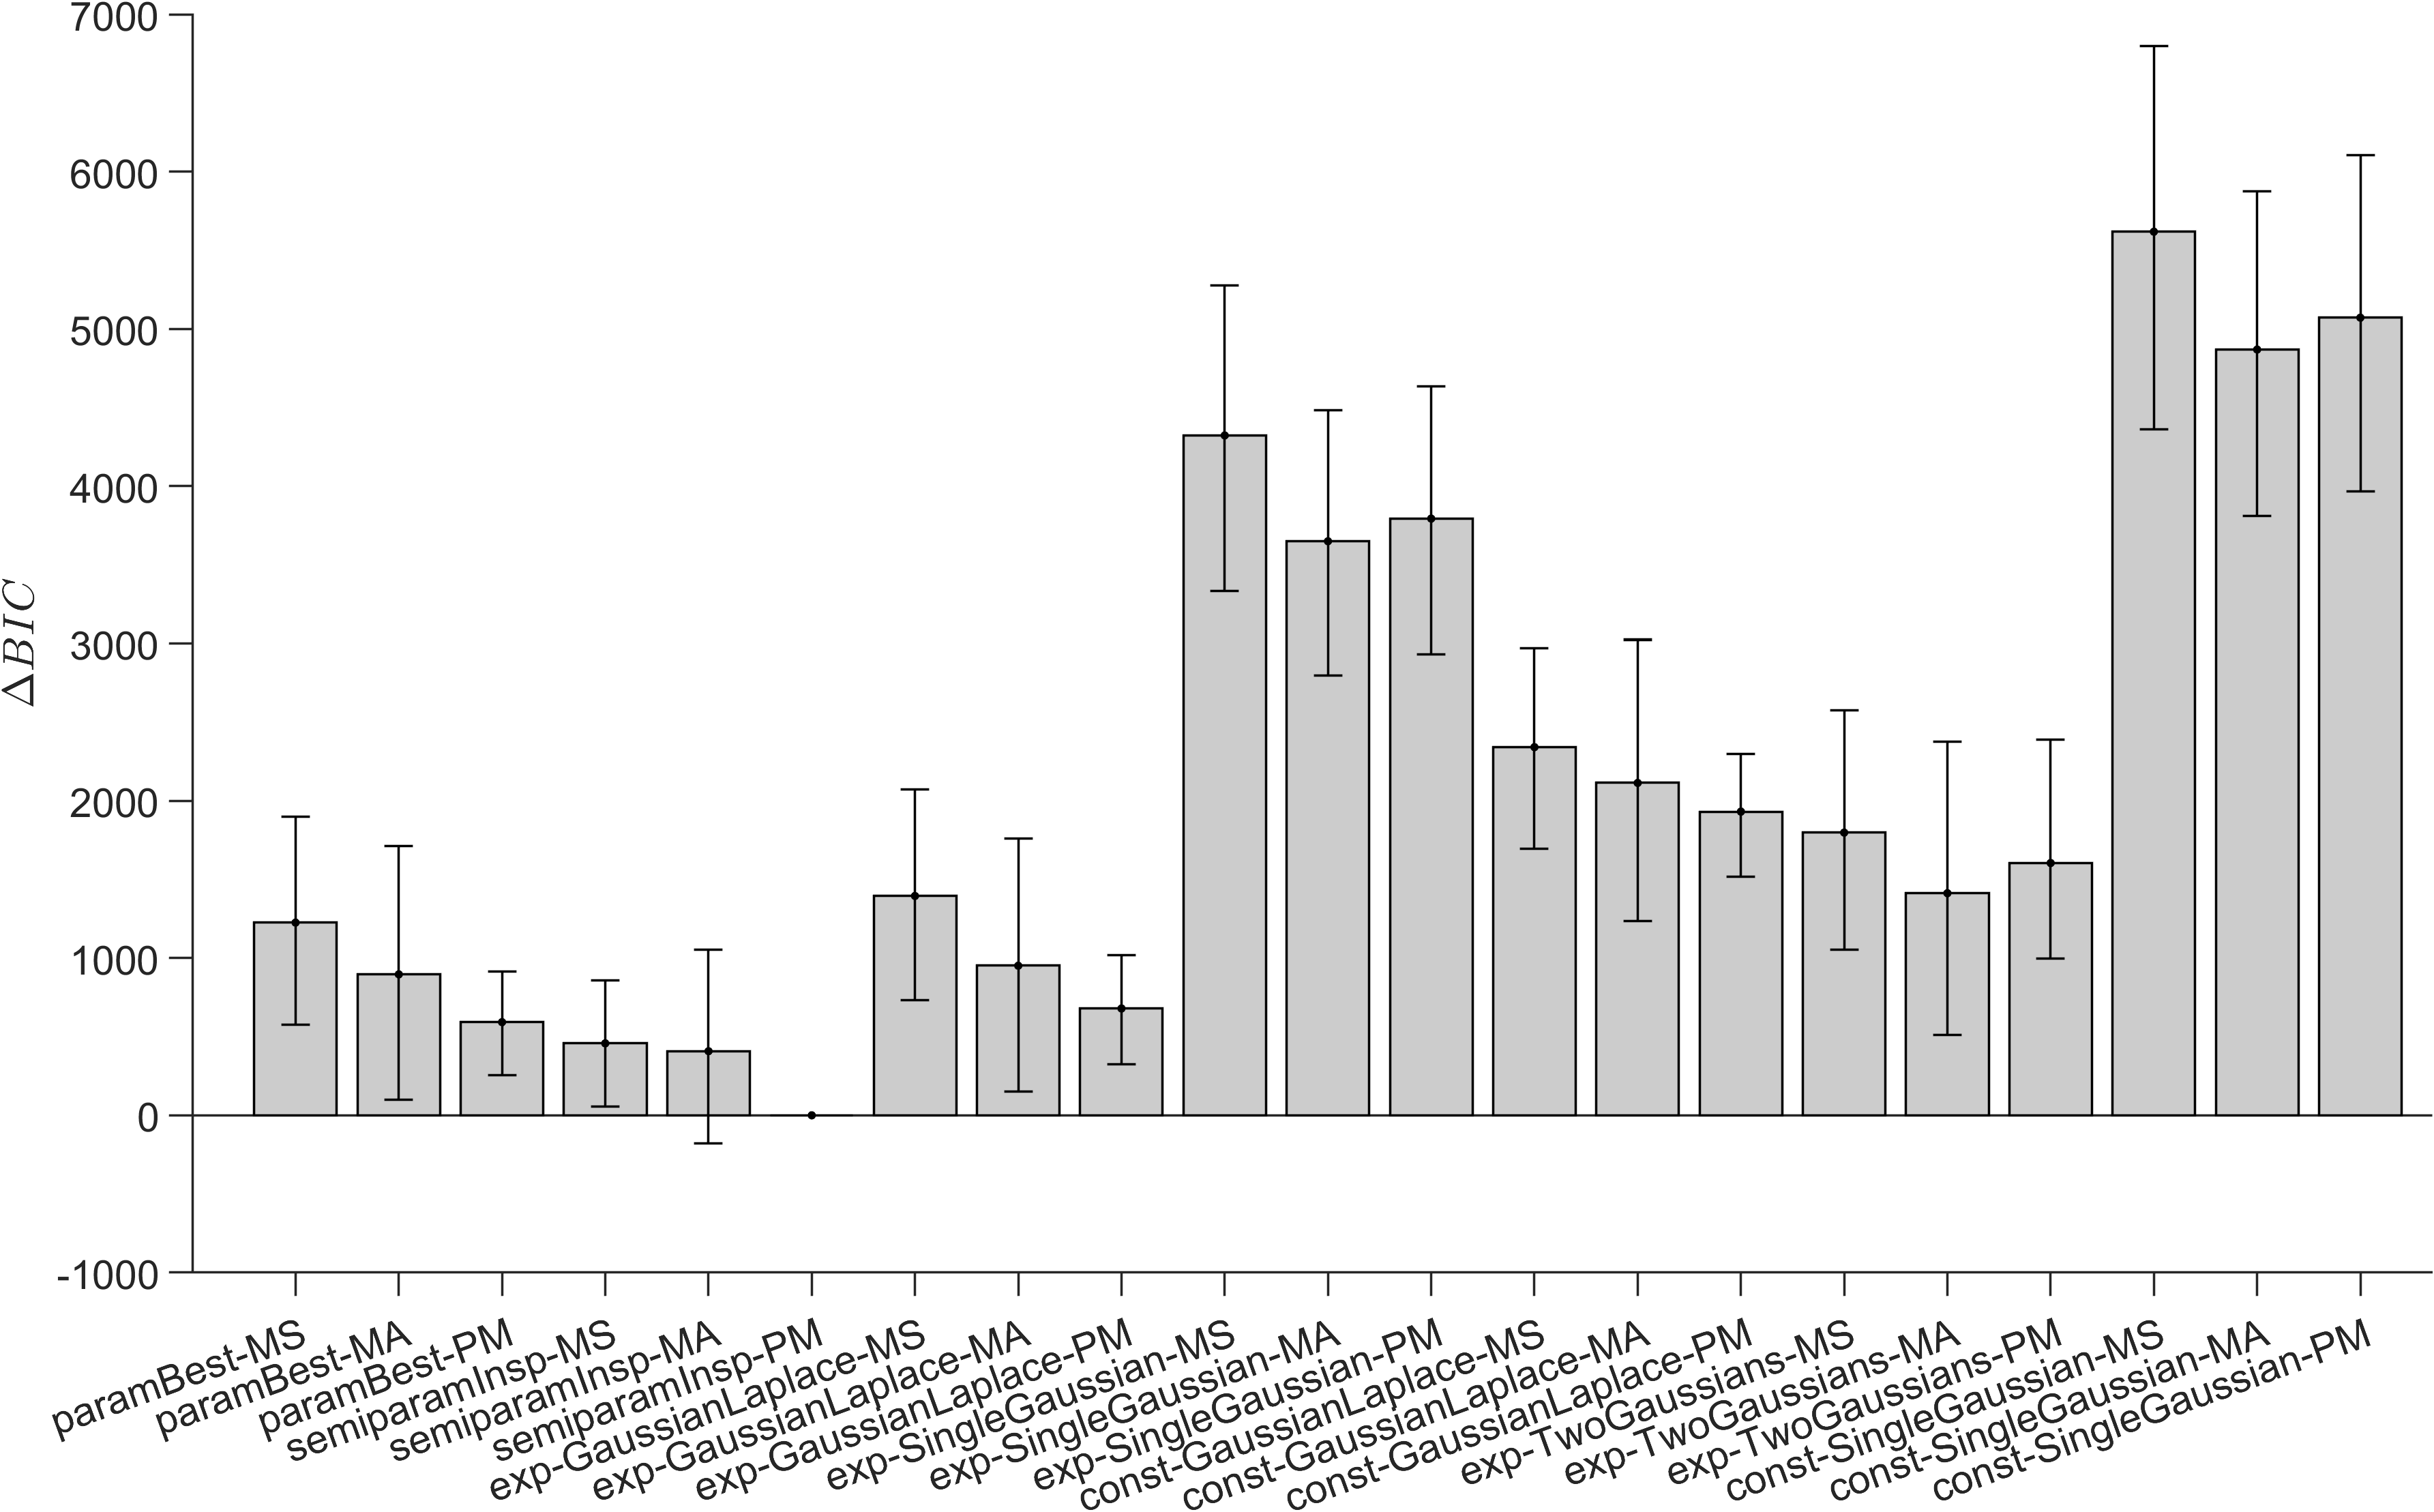 7000
6000
5000
4000
3000
2000
1000
0
-1000
ΔBIC
paramBest-MS
paramBest-MA
paramBest-PM
semiparamInsp-MS
semiparamInsp-MA
semiparamInsp-PM
exp-GaussianLaplace-MS
exp-GaussianLaplace-MA
exp-GaussianLaplace-PM
exp-SingleGaussian-MS
exp-SingleGaussian-MA
exp-SingleGaussian-PM
const-GaussianLaplace-MS
const-GaussianLaplace-MA
const-GaussianLaplace-PM
exp-TwoGaussians-MS
exp-TwoGaussians-MA
exp-TwoGaussians-PM
const-SingleGaussian-MS
const-SingleGaussian-MA
const-SingleGaussian-PM